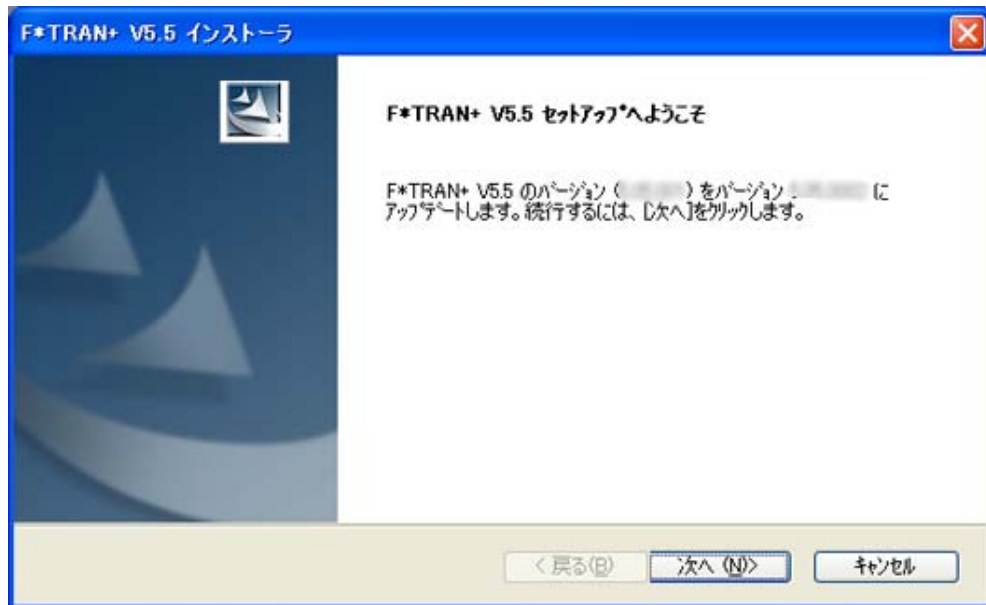 F*TRAN+ V5.5 インストーラ
F*TRAN+ V5.5 ｾｯﾄｱｯﾌﾟへようこそ
F*TRAN+ V5.5 のﾊﾞｰｼﾞｮﾝ ( ) をﾊﾞｰｼﾞｮﾝ に
ｱｯﾌﾟﾃﾞｰﾄします。続行するには、[次へ]をｸﾘｯｸします。
< 戻る(B) 次へ (N)> ｷｬﾝｾﾙ